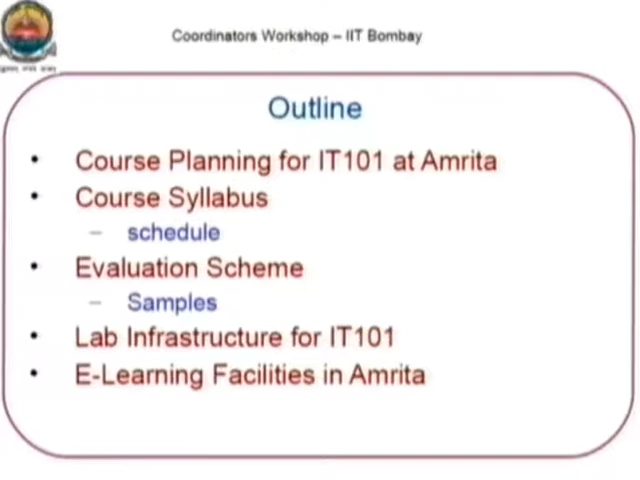 Coordinators Workshop – IIT Bombay
Outline
• Course Planning for IT101 at Amrita
• Course Syllabus
– schedule
• Evaluation Scheme
– Samples
• Lab Infrastructure for IT101
• E-Learning Facilities in Amrita